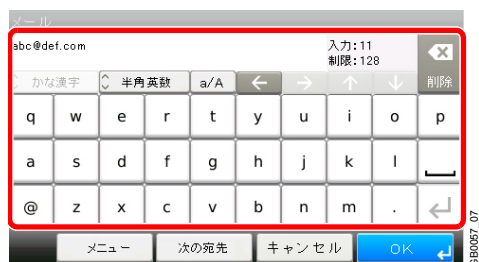 メール
abc@def.com
入力:11
制限:128
かな漢字 半角英数 a/A ← → ↑ ↓ 削除
q w e r t y u i o p
a s d f g h j k l
@ z x c v b n m .
メニュー 次の宛先 キャンセル OK
GB0057_07